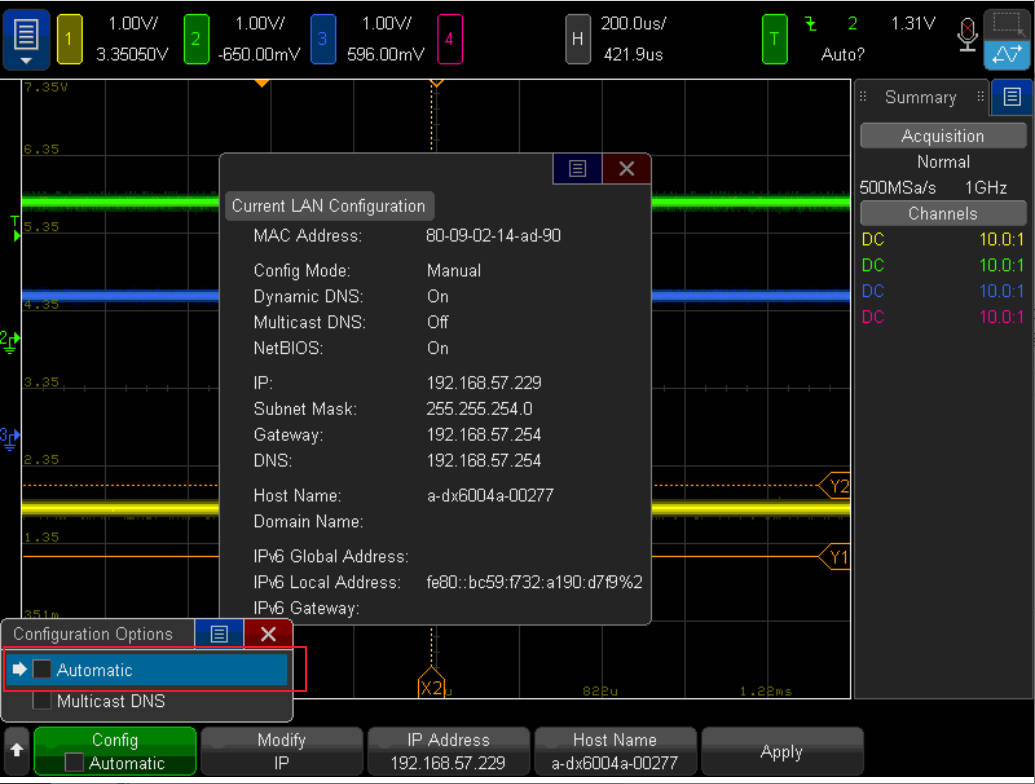 1 1.00V/ 2 1.00V/ 3 1.00V/ 4 H 200.0us/ T 2 1.31V
3.35050V -650.00mV 596.00mV 421.9us Auto?
7.35V
6.35
5.35
4.35
3.35
2.35
1.35
351m
T
2
3
Y2
Y1
X2
822u
1.22ms
Summary
Acquisition
Normal
500MSa/s 1GHz
Channels
DC 10.0:1
DC 10.0:1
DC 10.0:1
DC 10.0:1
Current LAN Configuration
MAC Address: 80-09-02-14-ad-90
Config Mode: Manual
Dynamic DNS: On
Multicast DNS: Off
NetBIOS: On
IP: 192.168.57.229
Subnet Mask: 255.255.254.0
Gateway: 192.168.57.254
DNS: 192.168.57.254
Host Name: a-dx6004a-00277
Domain Name:
IPv6 Global Address:
IPv6 Local Address: fe80::bc59:f732:a190:d7f9%2
IPv6 Gateway:
Configuration Options
Automatic
Multicast DNS
Config
Automatic
Modify
IP
IP Address
192.168.57.229
Host Name
a-dx6004a-00277
Apply